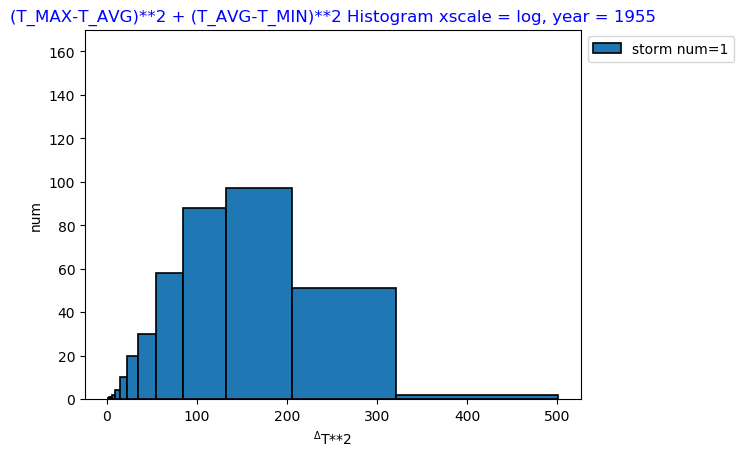 (T_MAX-T_AVG)**2 + (T_AVG-T_MIN)**2 Histogram xscale = log, year = 1955
storm num=1
160
140
120
100
80
60
40
20
0
num
0 100 200 300 400 500
ΔT**2